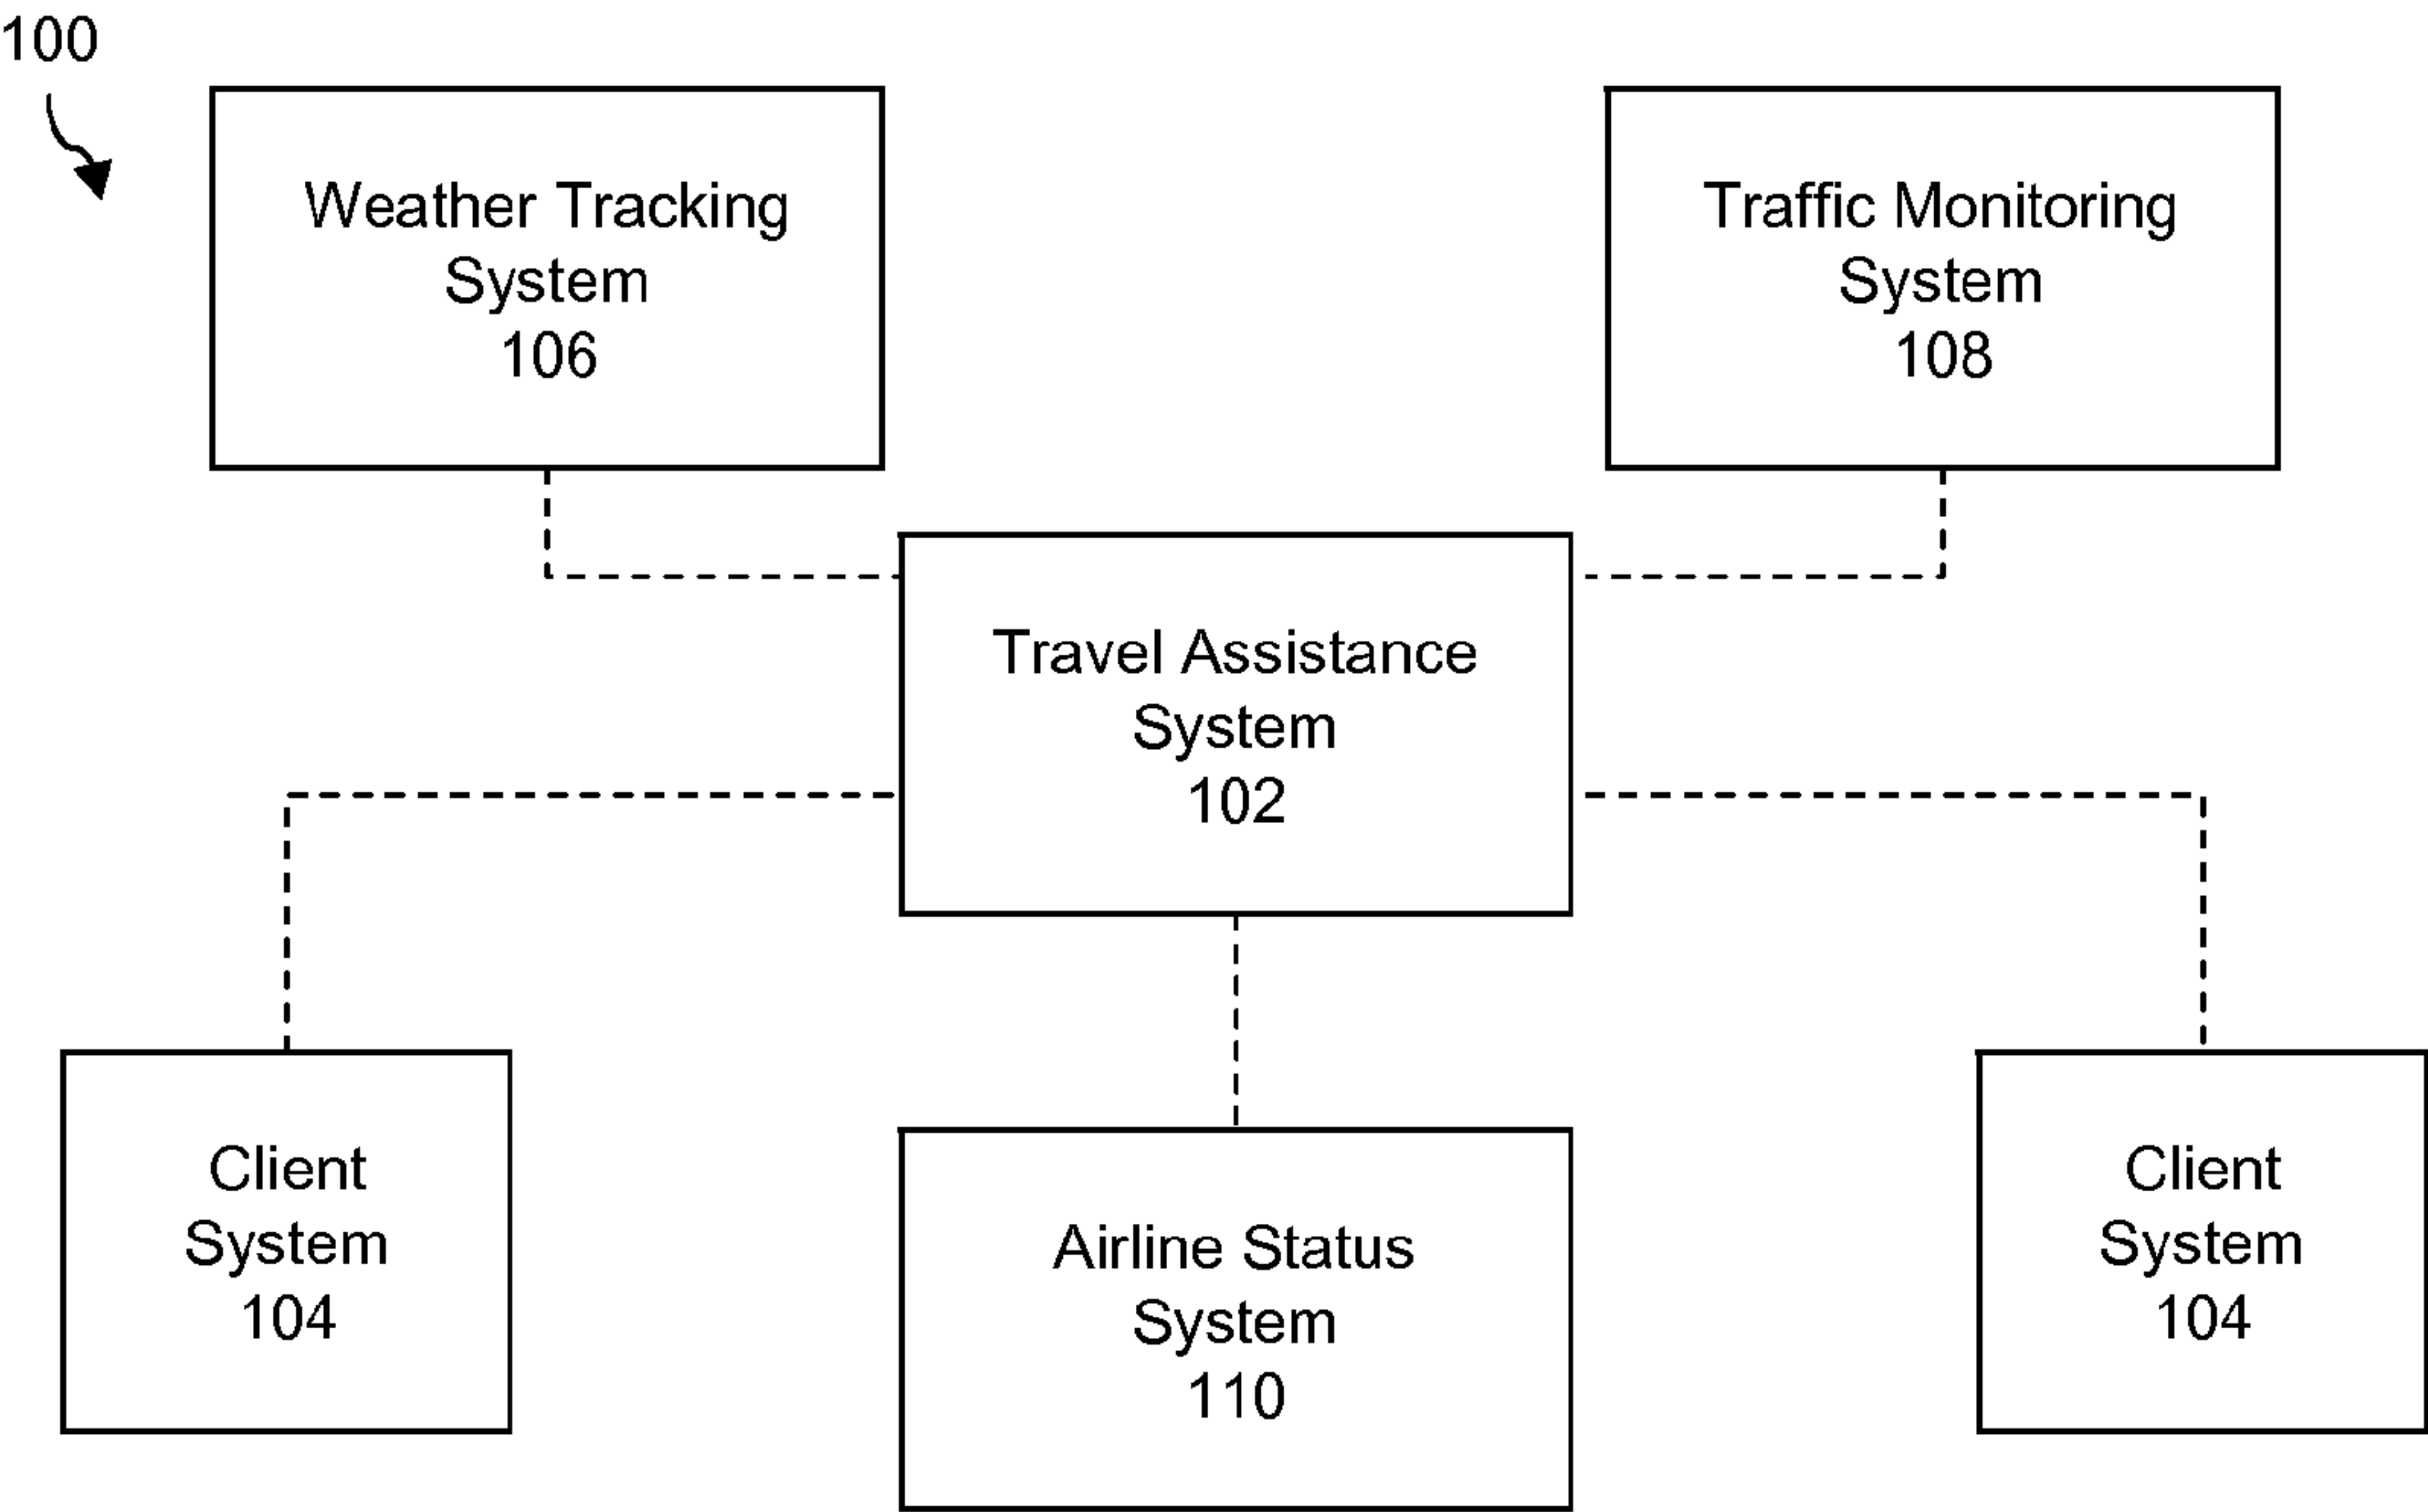 100
Weather Tracking
System
106
Traffic Monitoring
System
108
Travel Assistance
System
102
Client
System
104
Airline Status
System
110
Client
System
104